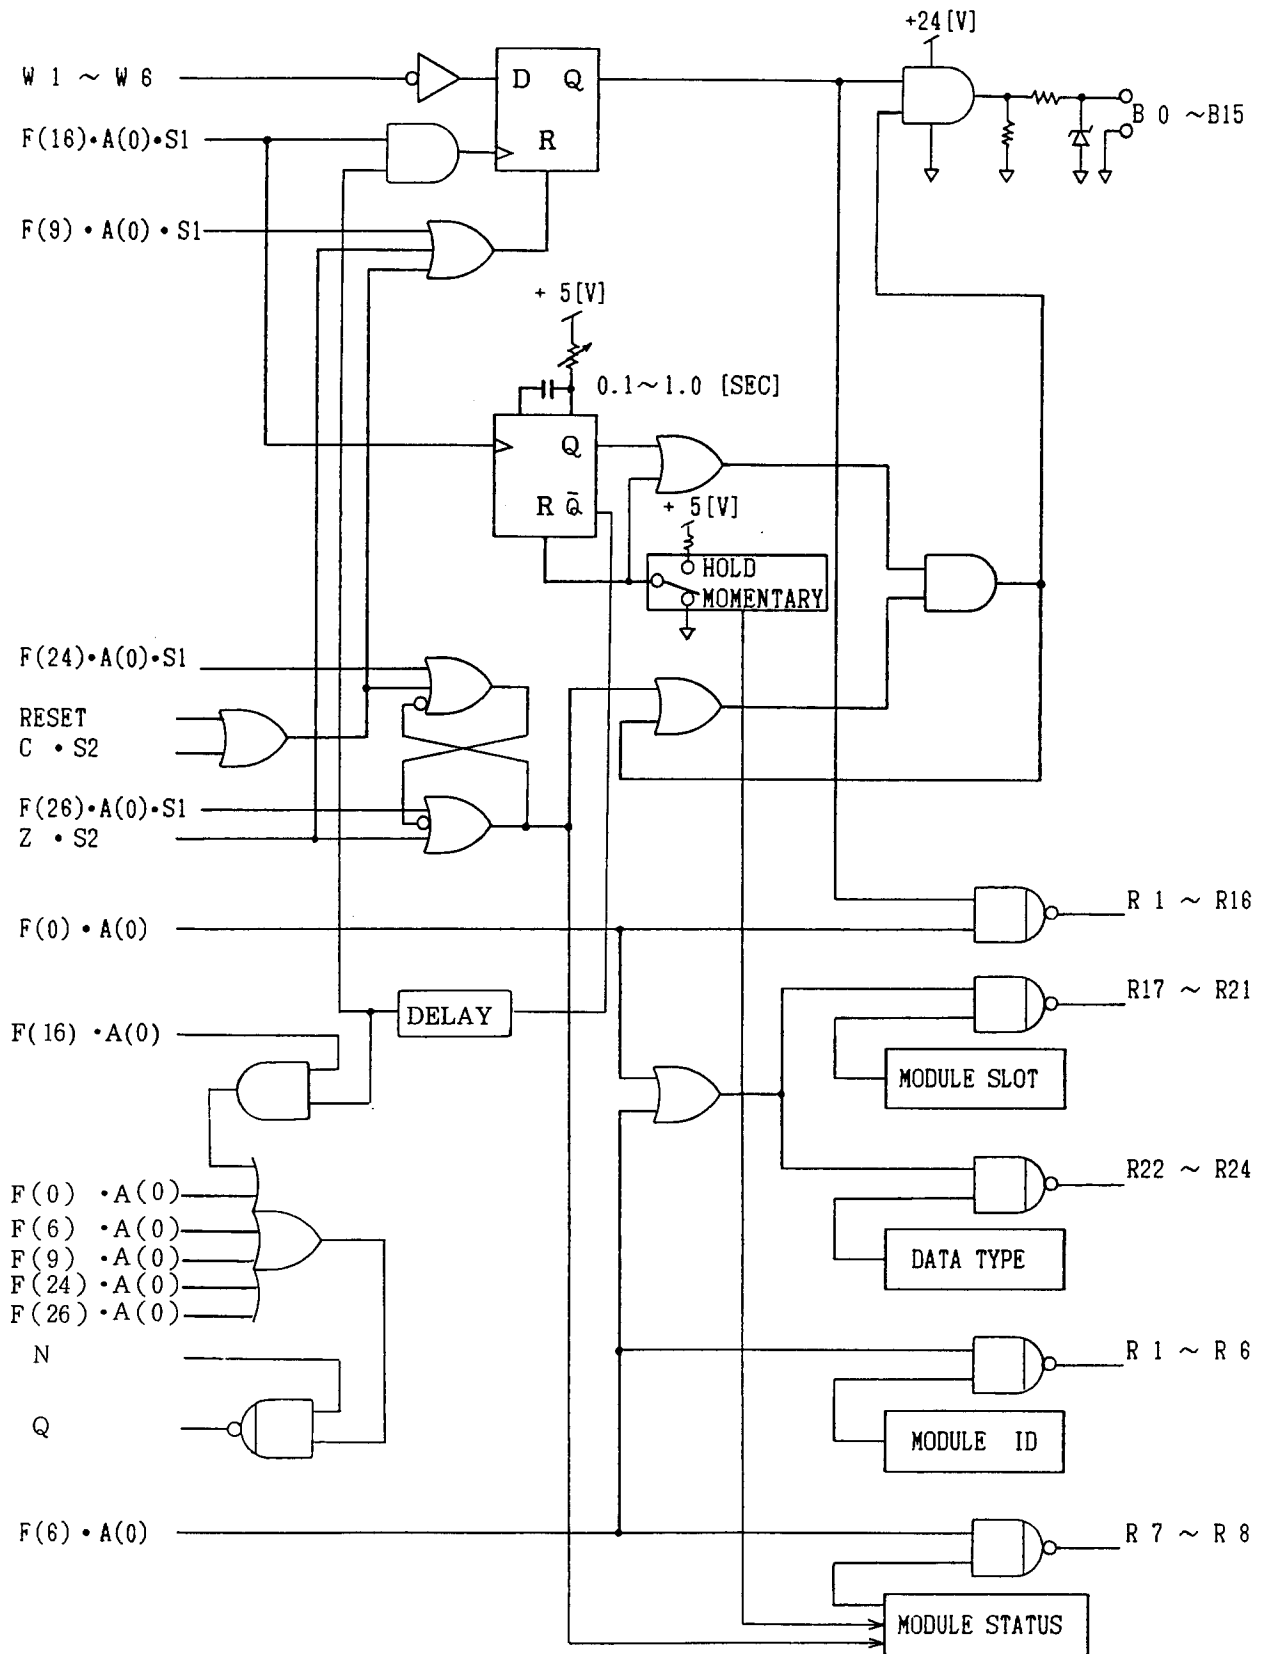 +24[V]
W 1 ～ W 6
D Q
R
B 0 ～B15
F(16)•A(0)•S1
F(9)•A(0)•S1
+ 5[V]
0.1～1.0 [SEC]
Q
R Q̄
+ 5[V]
HOLD
MOMENTARY
F(24)•A(0)•S1
RESET
C •S2
F(26)•A(0)•S1
Z •S2
R 1 ～ R16
F(0)•A(0)
R17 ～ R21
DELAY
F(16) •A(0)
MODULE SLOT
R22 ～ R24
F(0) •A(0)
F(6) •A(0)
F(9) •A(0)
F(24) •A(0)
F(26) •A(0)
DATA TYPE
N
R 1 ～ R 6
Q
MODULE ID
F(6)•A(0)
R 7 ～ R 8
MODULE STATUS